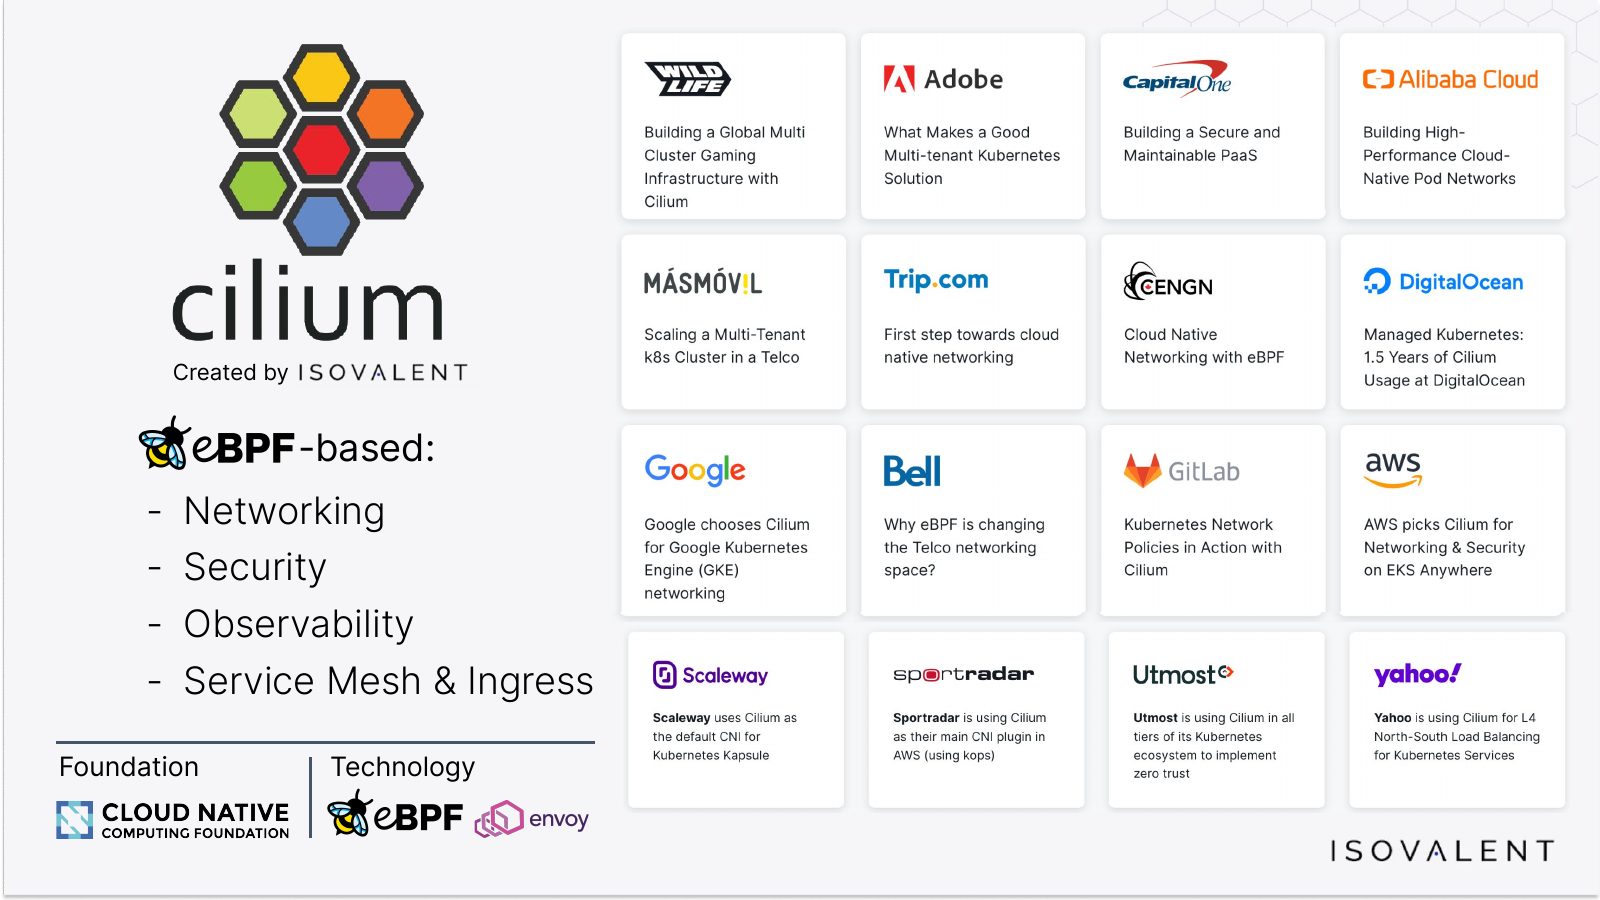 cilium
Created by ISOVALENT
eBPF-based:
- Networking
- Security
- Observability
- Service Mesh & Ingress
Foundation
CLOUD NATIVE
COMPUTING FOUNDATION
Technology
eBPF
envoy
WILD
LIFE
Building a Global Multi
Cluster Gaming
Infrastructure with
Cilium
Adobe
What Makes a Good
Multi-tenant Kubernetes
Solution
CapitalOne
Building a Secure and
Maintainable PaaS
Alibaba Cloud
Building High-
Performance Cloud-
Native Pod Networks
MÁSMÓV!L
Scaling a Multi-Tenant
k8s Cluster in a Telco
Trip.com
First step towards cloud
native networking
CENGN
Cloud Native
Networking with eBPF
DigitalOcean
Managed Kubernetes:
1.5 Years of Cilium
Usage at DigitalOcean
Google
Google chooses Cilium
for Google Kubernetes
Engine (GKE)
networking
Bell
Why eBPF is changing
the Telco networking
space?
GitLab
Kubernetes Network
Policies in Action with
Cilium
aws
AWS picks Cilium for
Networking & Security
on EKS Anywhere
Scaleway
Scaleway uses Cilium as
the default CNI for
Kubernetes Kapsule
sportradar
Sportradar is using Cilium
as their main CNI plugin in
AWS (using kops)
Utmost
Utmost is using Cilium in all
tiers of its Kubernetes
ecosystem to implement
zero trust
yahoo!
Yahoo is using Cilium for L4
North-South Load Balancing
for Kubernetes Services
ISOVALENT